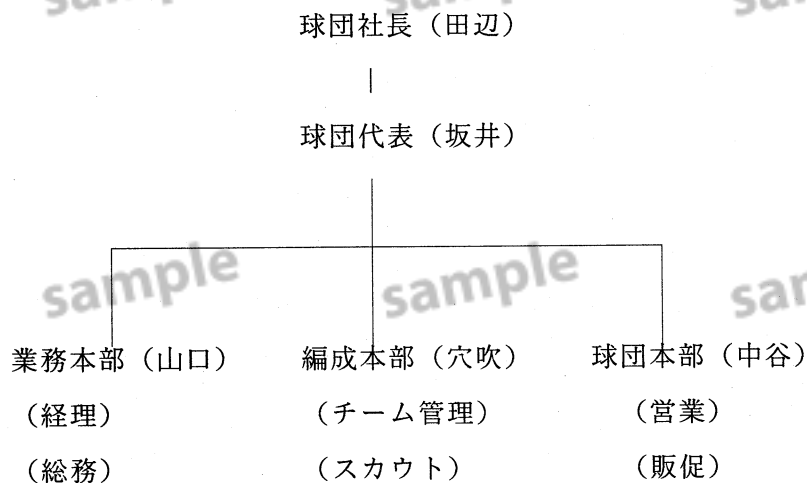 球団社長（田辺）
球団代表（坂井）
sample sample sam
業務本部（山口） 編成本部（穴吹） 球団本部（中谷）
（経理） （チーム管理） （営業）
（総務） （スカウト） （販促）